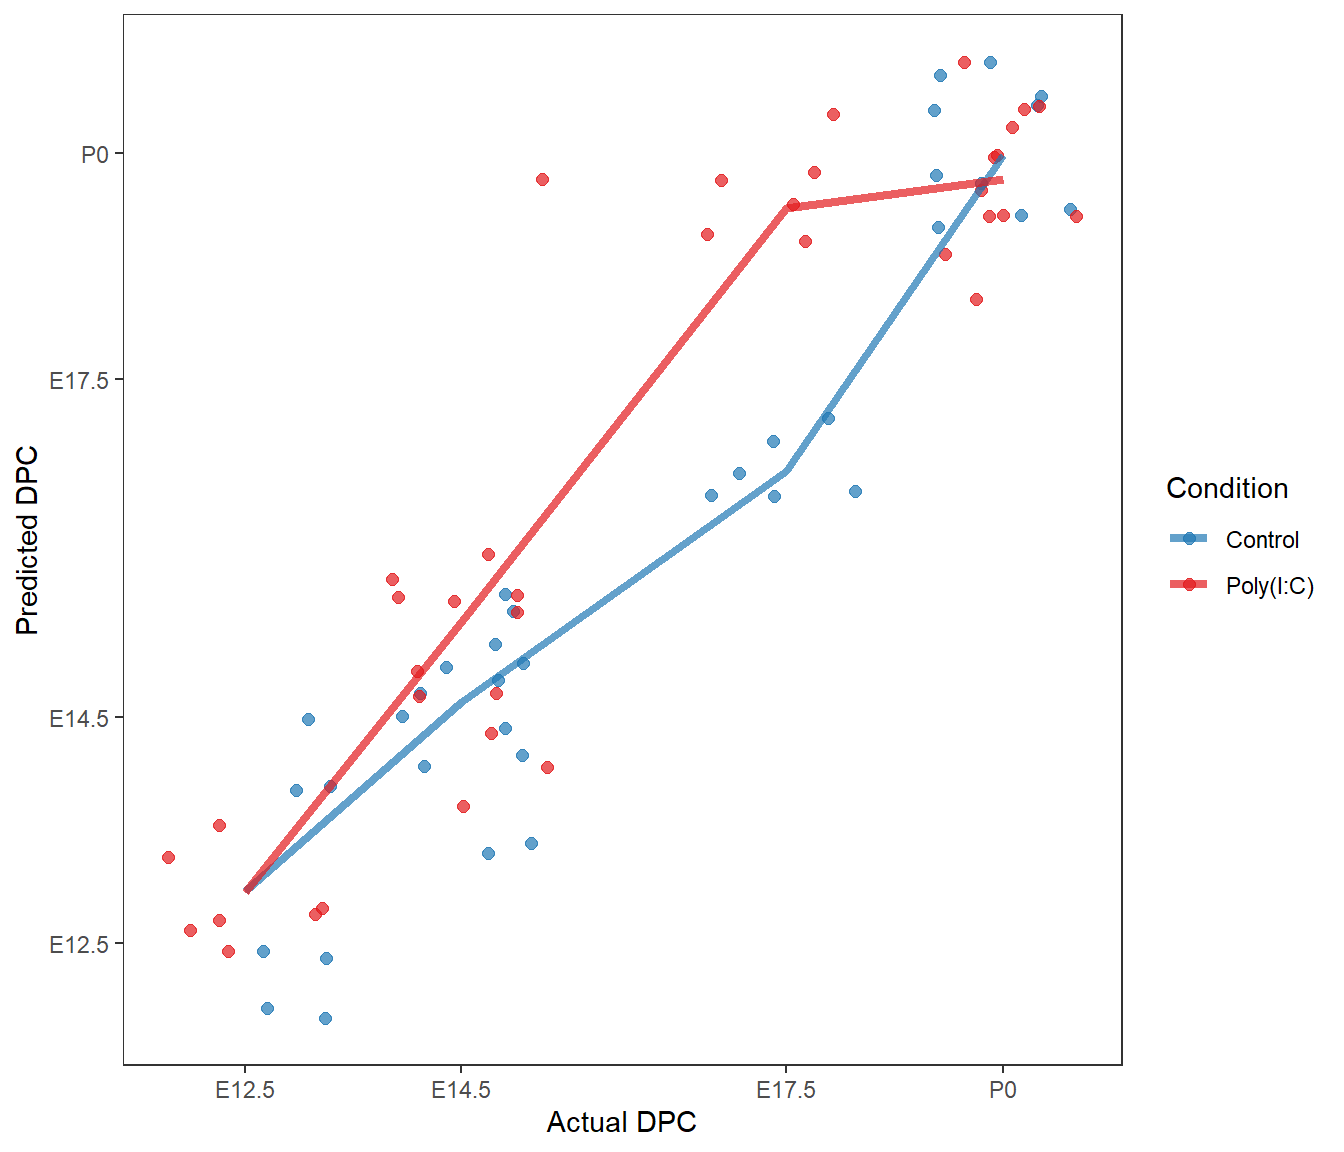 P0
E17.5
E14.5
E12.5
Predicted DPC
E12.5
E14.5
E17.5
P0
Actual DPC
Condition
Control
Poly(I:C)